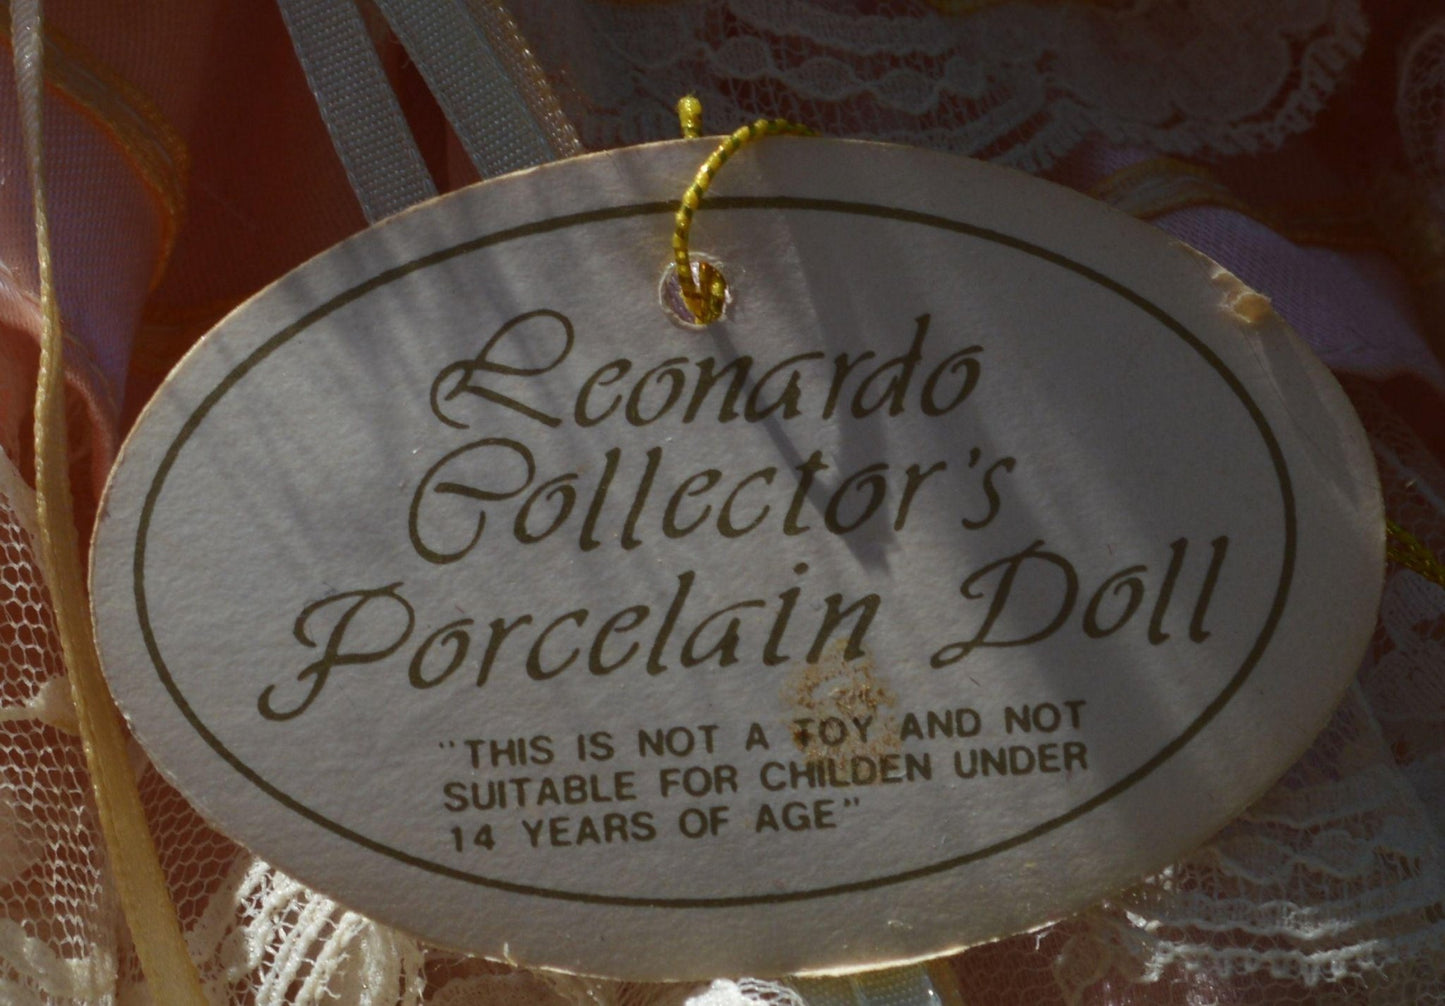 Leonardo
Collector's
Porcelain Doll
"THIS IS NOT A TOY AND NOT
SUITABLE FOR CHILDEN UNDER
14 YEARS OF AGE"